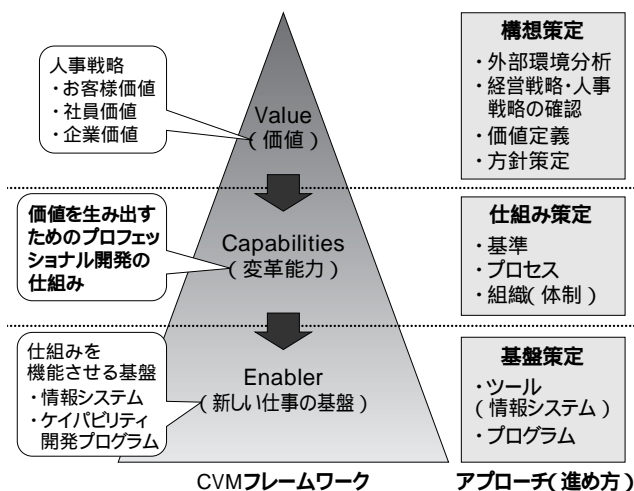 人事戦略
・お客様価値
・社員価値
・企業価値
Value
（価値）
構想策定
・外部環境分析
・経営戦略・人事
戦略の確認
・価値定義
・方針策定
価値を生み出す
ためのプロフェッ
ショナル開発の
仕組み
Capabilities
（変革能力）
仕組み策定
・基準
・プロセス
・組織（体制）
仕組みを
機能させる基盤
・情報システム
・ケイパビリティ
開発プログラム
Enabler
（新しい仕事の基盤）
基盤策定
・ツール
（情報システム）
・プログラム
CVMフレームワーク
アプローチ（進め方）